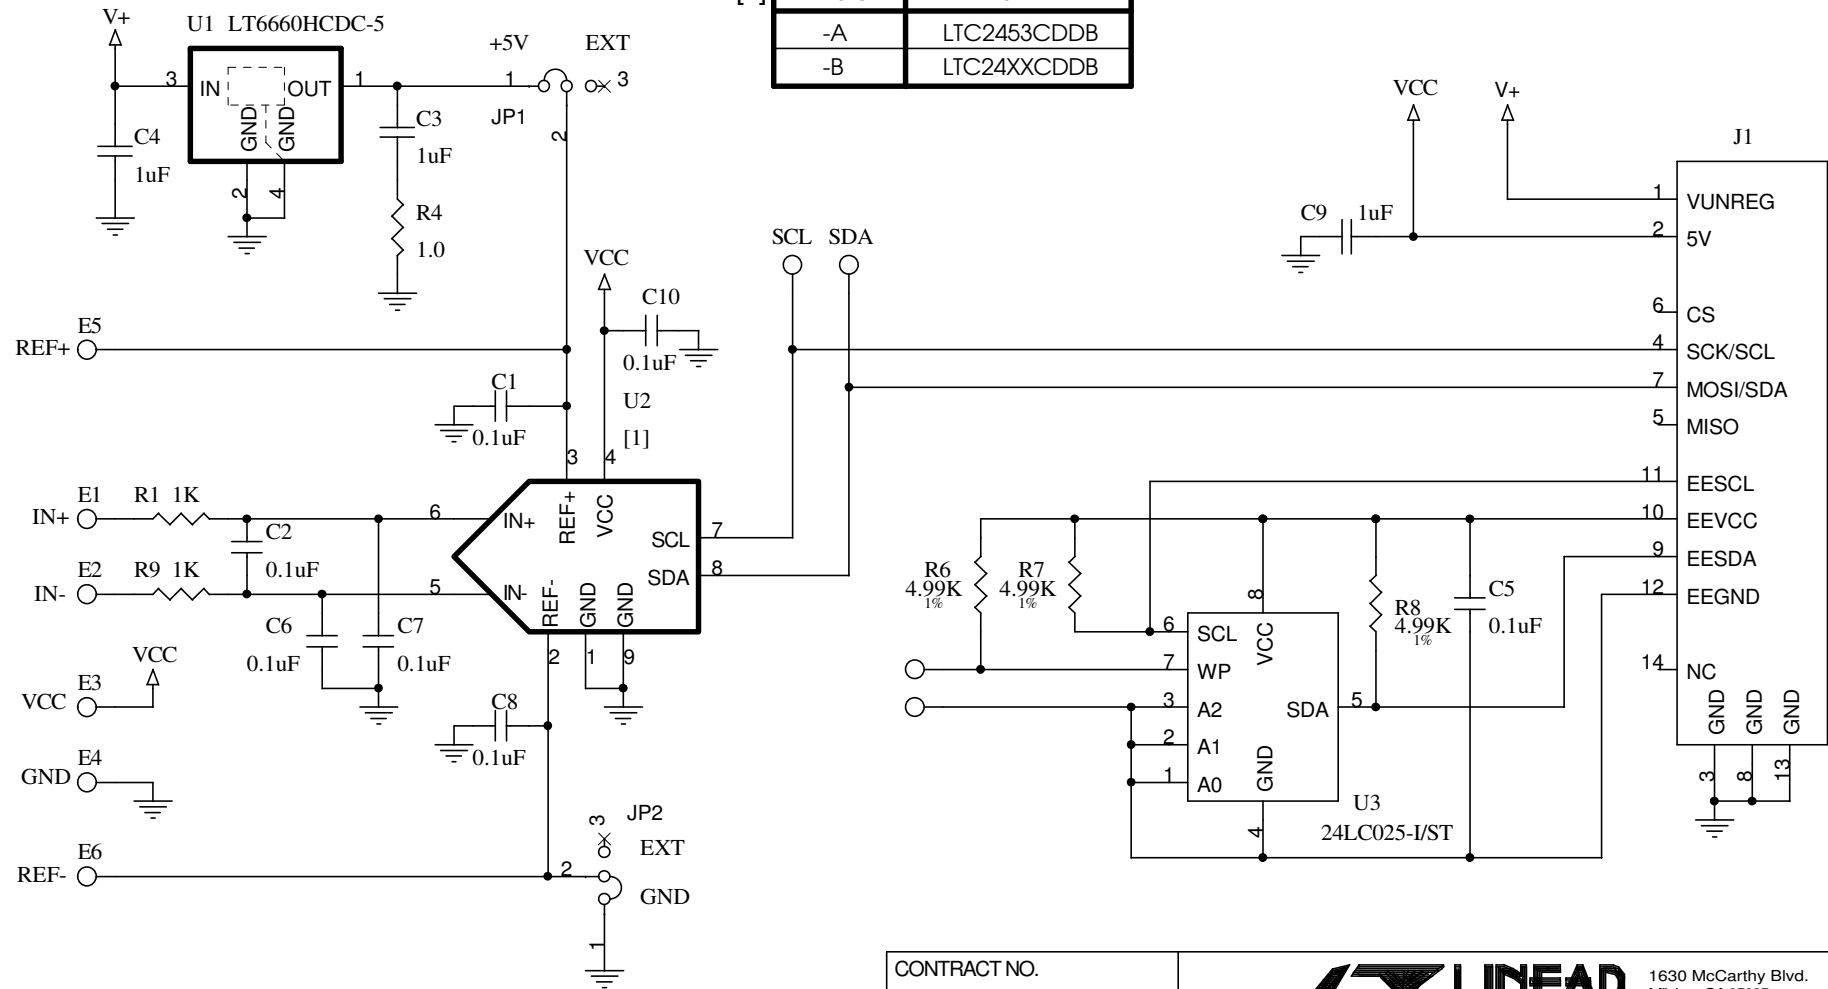 V+
U1 LT6660HCDC-5
-A LTC2453CDDB
-B LTC24XXCDDB
+5V EXT
3 IN OUT 1
1 3
JP1
2
GND GND
2 4
C4
1uF
C3
1uF
R4
1.0
VCC V+
J1
C9 1uF
1 VUNREG
2 5V
6 CS
4 SCK/SCL
7 MOSI/SDA
5 MISO
11 EESCL
10 EEVCC
9 EESDA
12 EEGND
14 NC
GND GND GND
3 8 13
SCL SDA
VCC
C10
0.1uF
E5
REF+
C1
0.1uF
U2
[1]
3 4
E1
IN+
R1 1K
6 IN+
REF+ VCC
SCL 7
SDA 8
C2
0.1uF
E2
IN-
R9 1K
5 IN-
REF- GND GND
2 1 9
C6
0.1uF
C7
0.1uF
VCC
E3
VCC
C8
0.1uF
E4
GND
E6
REF-
2
3
JP2
EXT
GND
1
R6
4.99K
1%
R7
4.99K
1%
R8
4.99K
1%
C5
0.1uF
8
6 SCL VCC
7 WP
3 A2 SDA 5
2 A1
1 A0 GND
4
U3
24LC025-I/ST
CONTRACT NO.
LINEAR
1630 McCarthy Blvd.